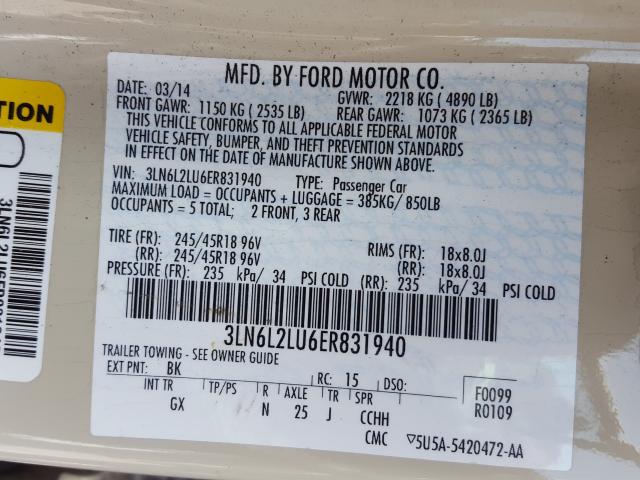 MFD. BY FORD MOTOR CO.
DATE: 03/14 GVWR: 2218 KG ( 4890 LB)
FRONT GAWR: 1150 KG ( 2535 LB) REAR GAWR: 1073 KG ( 2365 LB)
THIS VEHICLE CONFORMS TO ALL APPLICABLE FEDERAL MOTOR
VEHICLE SAFETY, BUMPER, AND THEFT PREVENTION STANDARDS
IN EFFECT ON THE DATE OF MANUFACTURE SHOWN ABOVE.
VIN: 3LN6L2LU6ER831940 TYPE: Passenger Car
MAXIMUM LOAD = OCCUPANTS + LUGGAGE = 385KG/ 850LB
OCCUPANTS = 5 TOTAL; 2 FRONT, 3 REAR
TIRE (FR): 245/45R18 96V RIMS (FR): 18x8.0J
(RR): 245/45R18 96V (RR): 18x8.0J
PRESSURE (FR): 235 kPa/ 34 PSI COLD (RR): 235 kPa/ 34 PSI COLD
3LN6L2LU6ER831940
TRAILER TOWING - SEE OWNER GUIDE
EXT PNT: BK RC: 15 DSO: F0099
INT TR TP/PS R AXLE TR SPR R0109
GX N 25 J CCHH
CMC ▽5U5A-5420472-AA